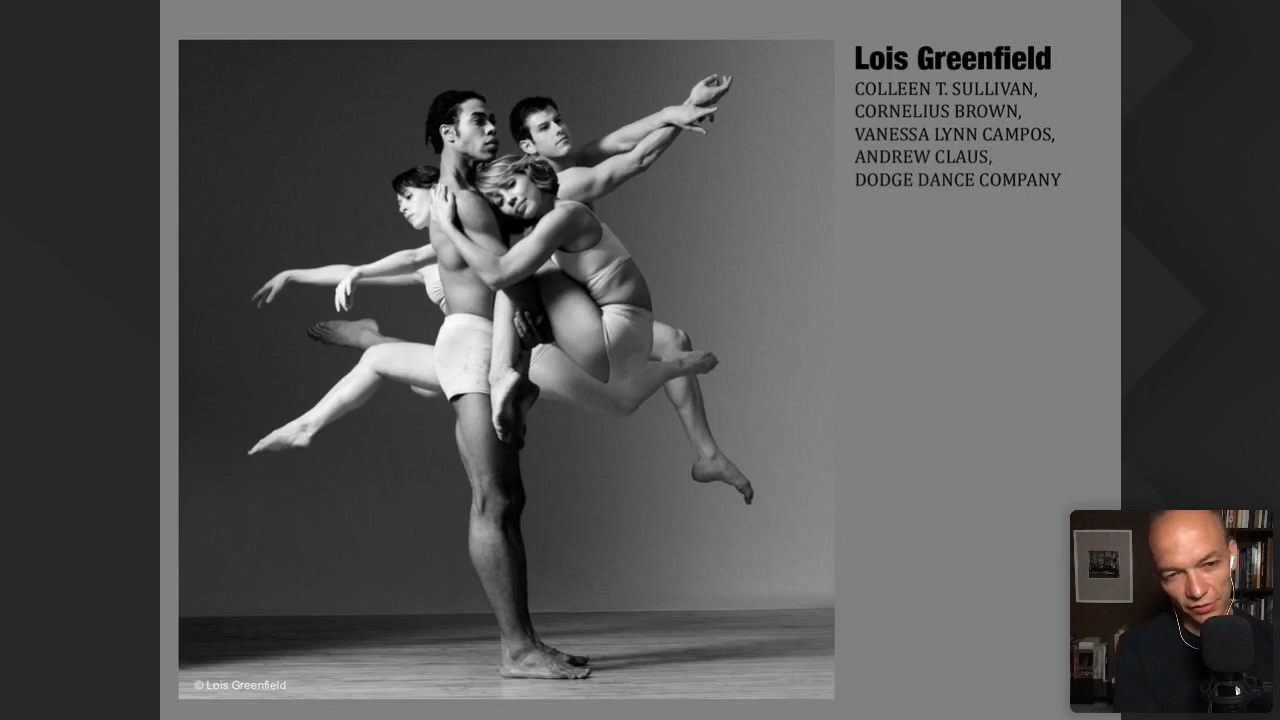 Lois Greenfield
COLLEEN T. SULLIVAN,
CORNELIUS BROWN,
VANESSA LYNN CAMPOS,
ANDREW CLAUS,
DODGE DANCE COMPANY
© Lois Greenfield